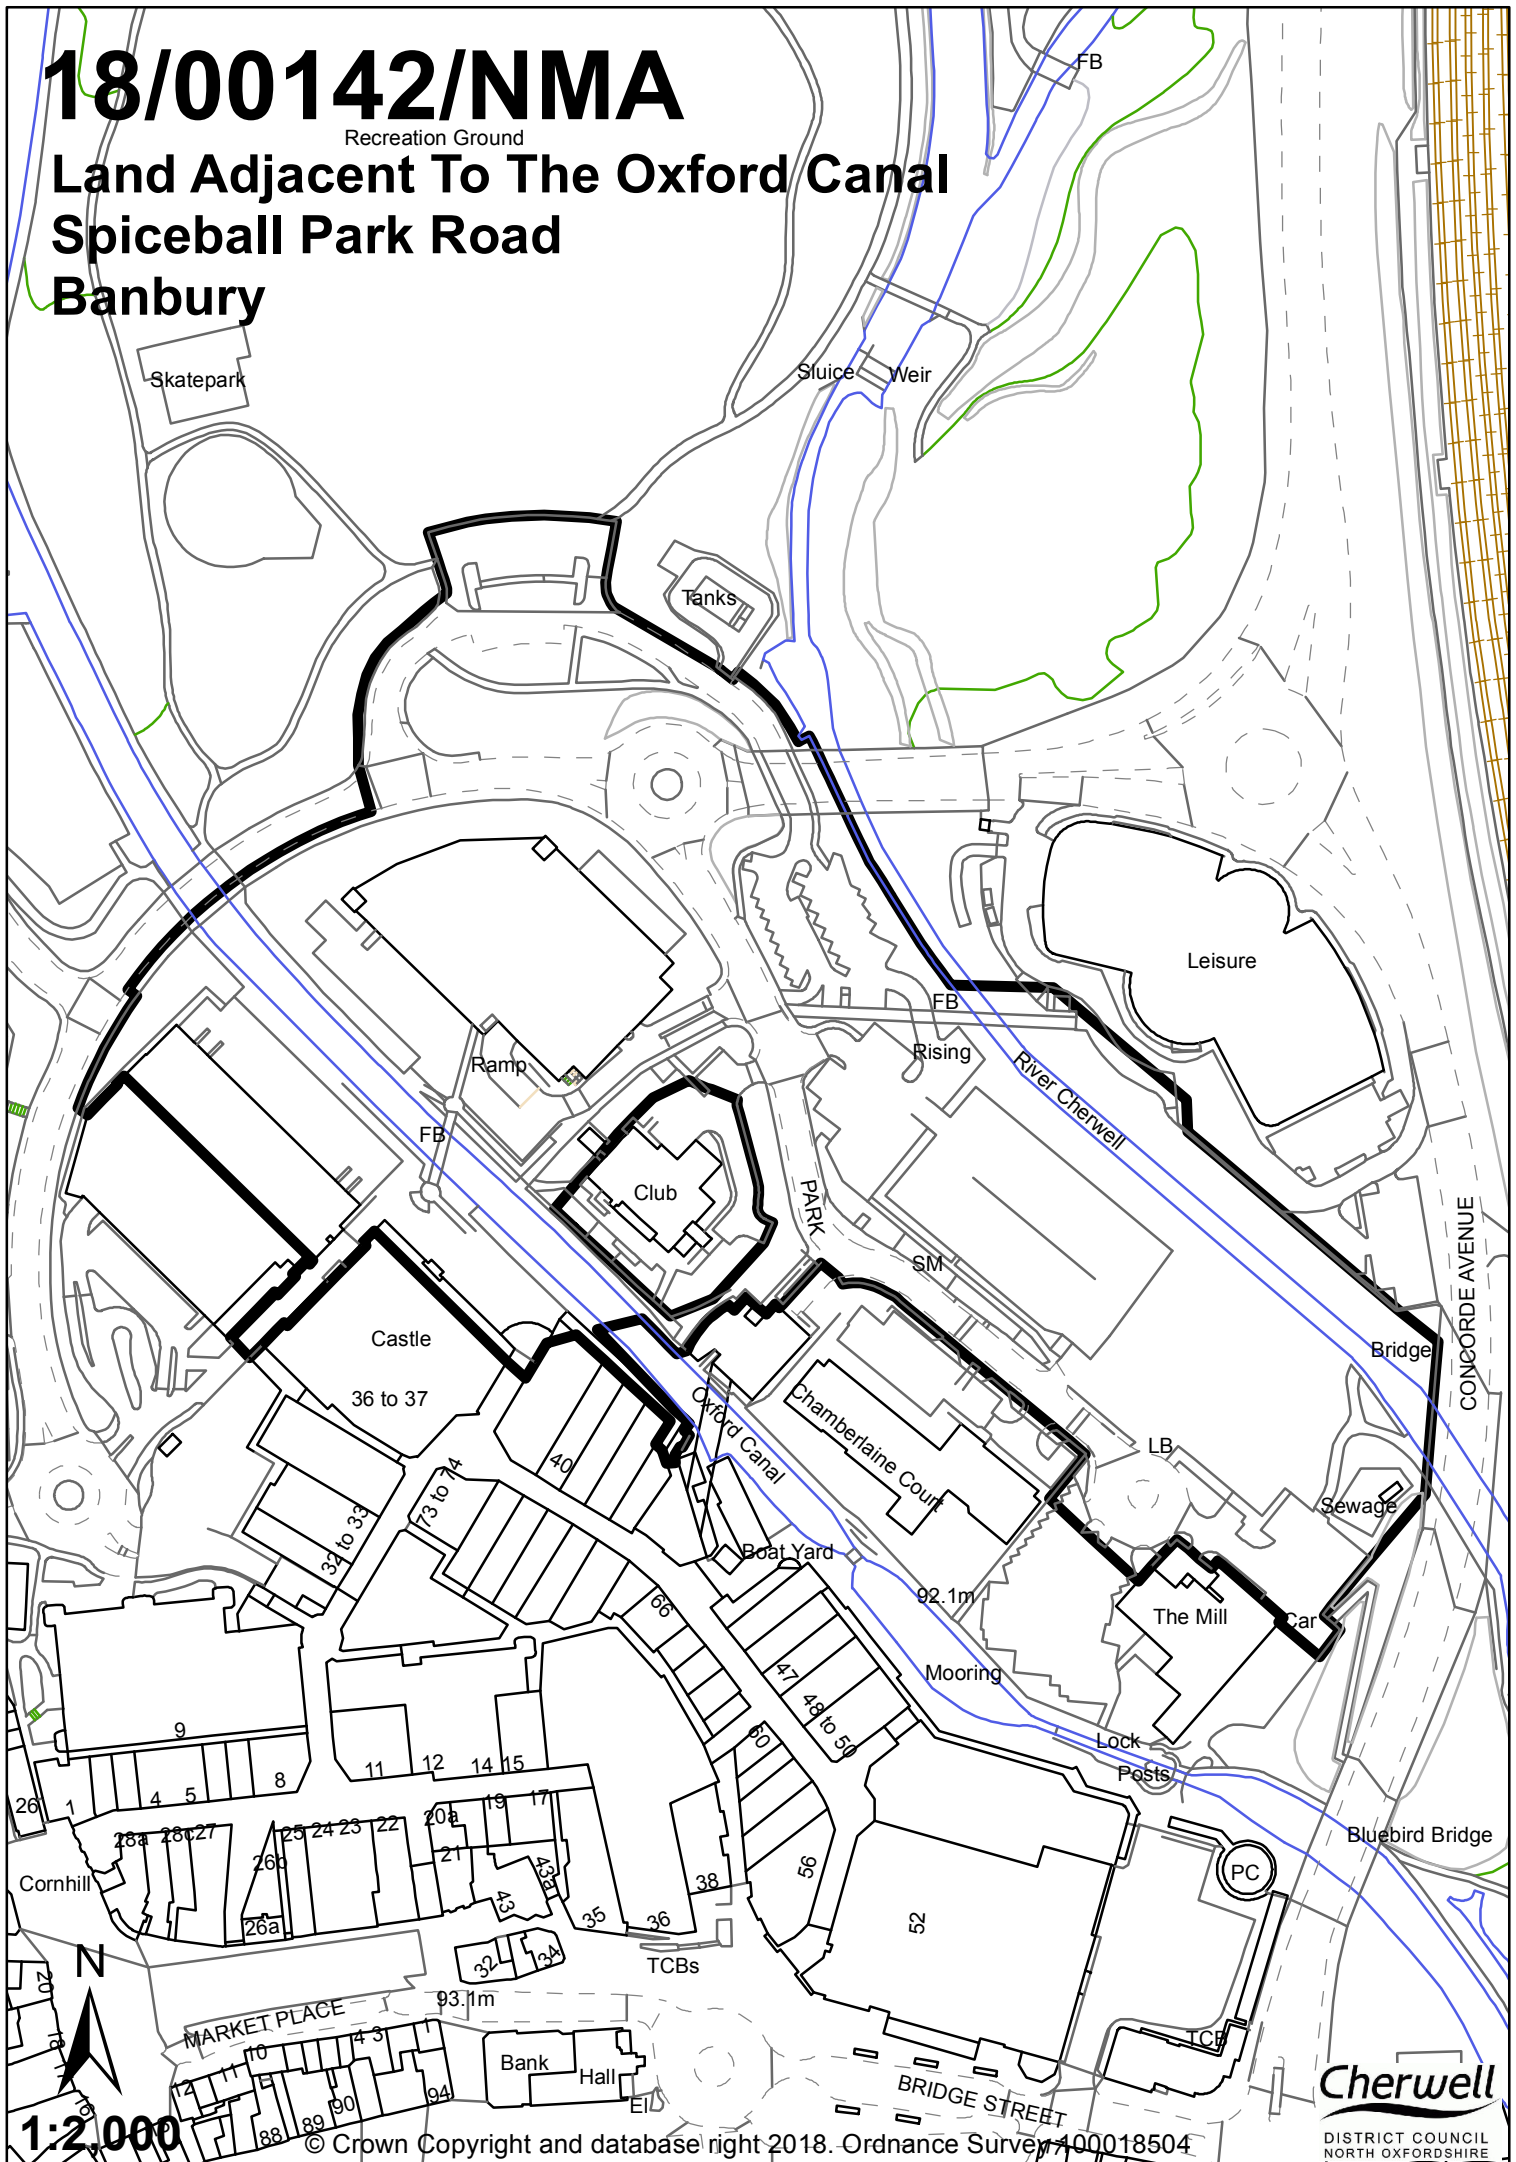 18/00142/NMA
Recreation Ground
Land Adjacent To The Oxford Canal
Spiceball Park Road
Banbury
FB
Skatepark
Sluice
Weir
Tanks
Leisure
FB
Rising
River Cherwell
Ramp
FB
Club
PARK
SM
CONCORDE AVENUE
Castle
36 to 37
Bridge
Oxford Canal
Chamberlaine Court
LB
40
73 to 74
32 to 33
Sewage
Boat Yard
92.1m
66
The Mill
Car
Mooring
47
48 to 50
60
9
Lock
Posts
11
12
14
15
8
26
1
4
5
17
19
20a
28a
28c
27
25
24
23
22
21
26b
43a
43
Bluebird Bridge
PC
Cornhill
56
38
52
35
36
26a
32
34
TCBs
N
20
93.1m
MARKET PLACE
4
3
1
10
11
12
18
16
Bank
Hall
El
TCB
94
90
89
88
BRIDGE STREET
1:2,000
© Crown Copyright and database right 2018. Ordnance Survey 100018504
Cherwell
DISTRICT COUNCIL
NORTH OXFORDSHIRE